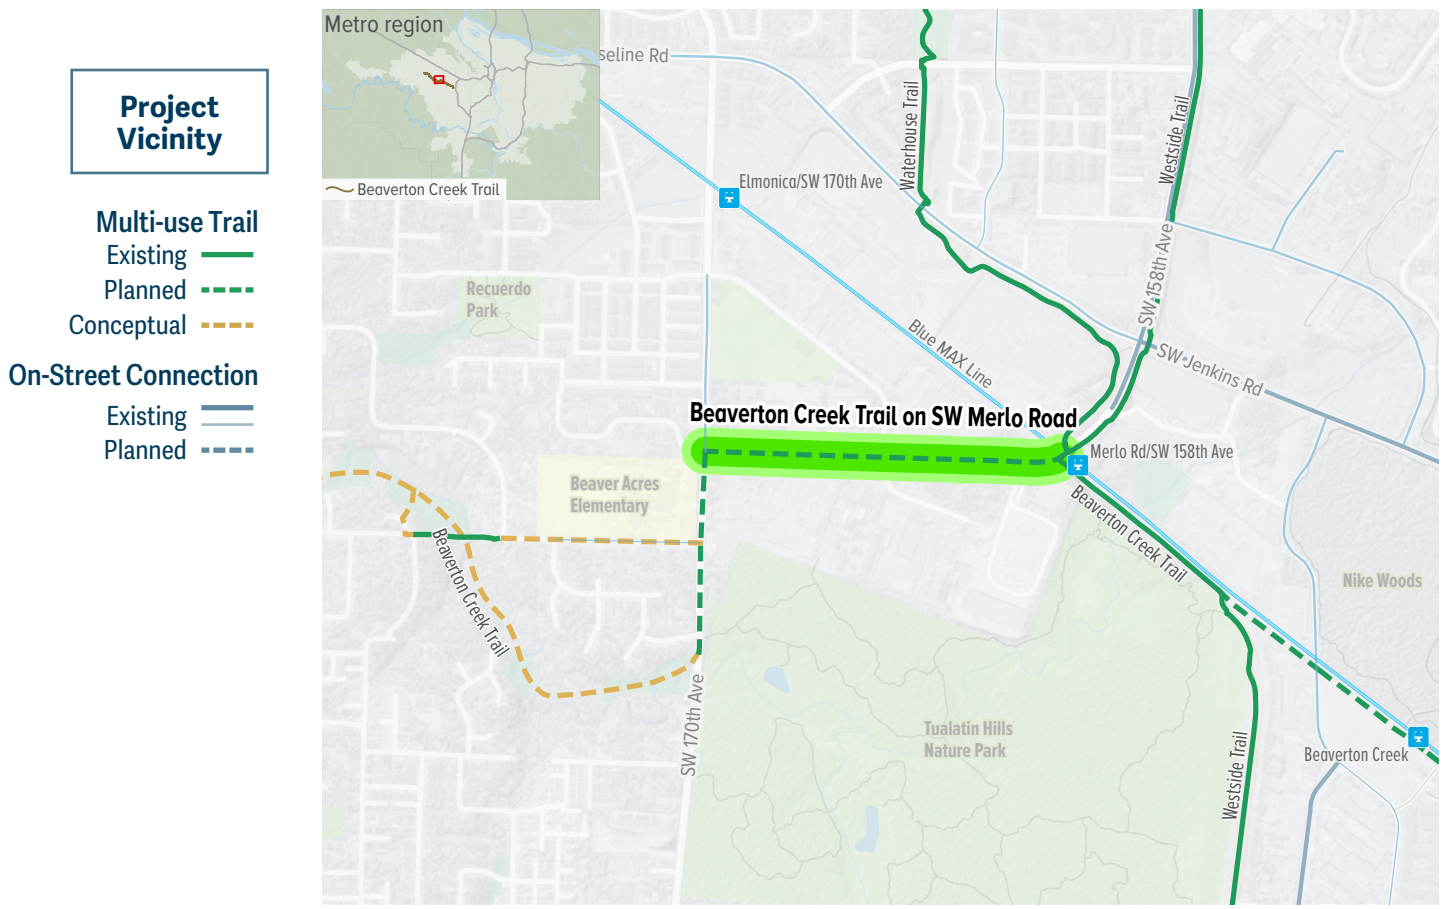 Project
Vicinity
Multi-use Trail
Existing
Planned
Conceptual
On-Street Connection
Existing
Planned
Metro region
Beaverton Creek Trail
seline Rd
Waterhouse Trail
Westside Trail
Elmonica/SW 170th Ave
SW 158th Ave
Recuerdo
Park
Blue MAX Line
SW Jenkins Rd
Beaverton Creek Trail on SW Merlo Road
Merlo Rd/SW 158th Ave
Beaver Acres
Elementary
Beaverton Creek Trail
Beaverton Creek Trail
Nike Woods
SW 170th Ave
Tualatin Hills
Nature Park
Westside Trail
Beaverton Creek